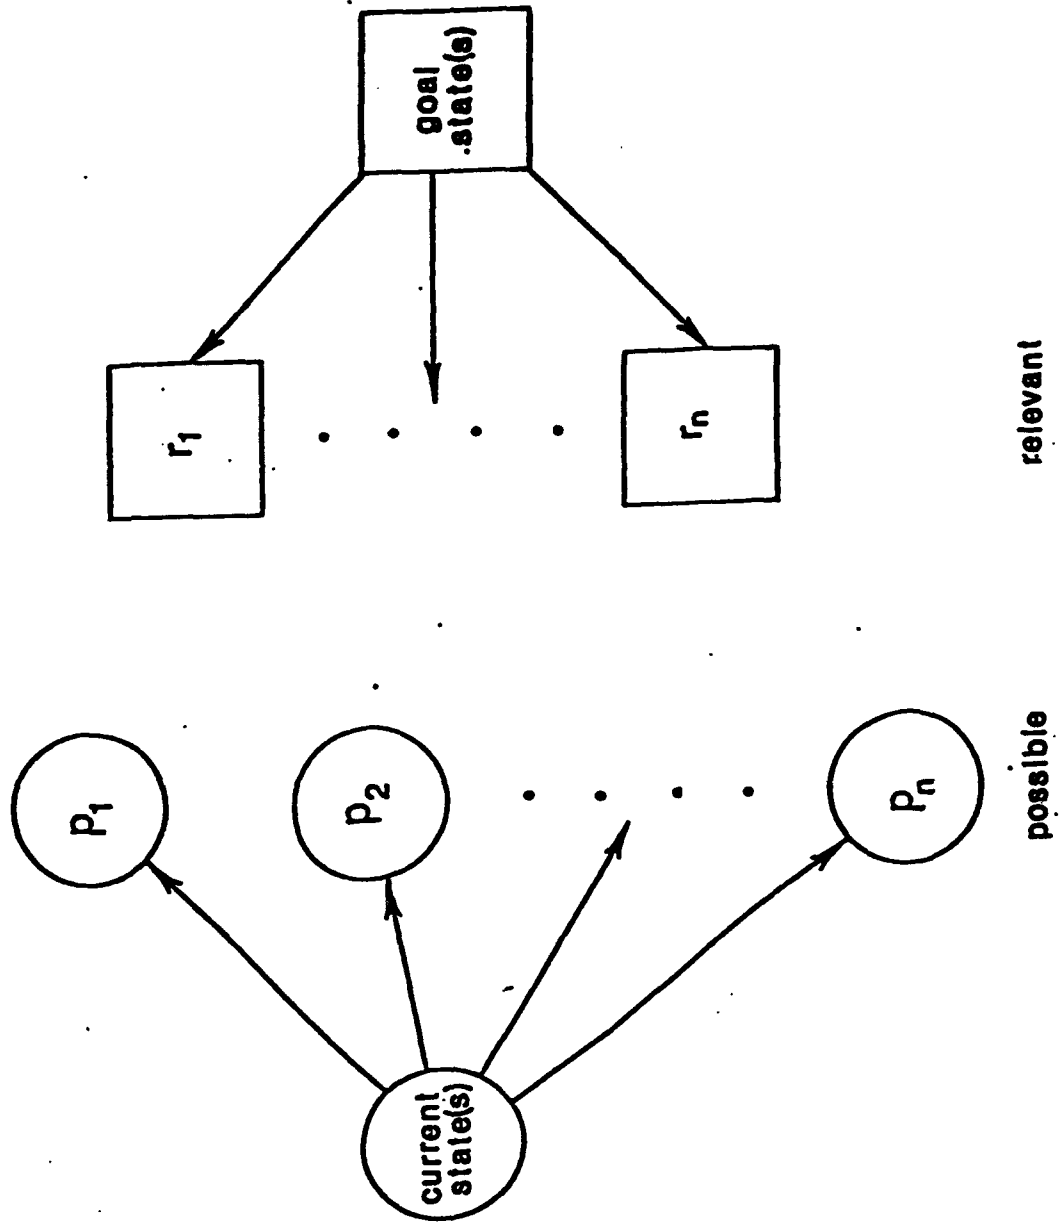 current
state(s)
p1
p2
pn
possible
r1
rn
relevant
goal
state(s)